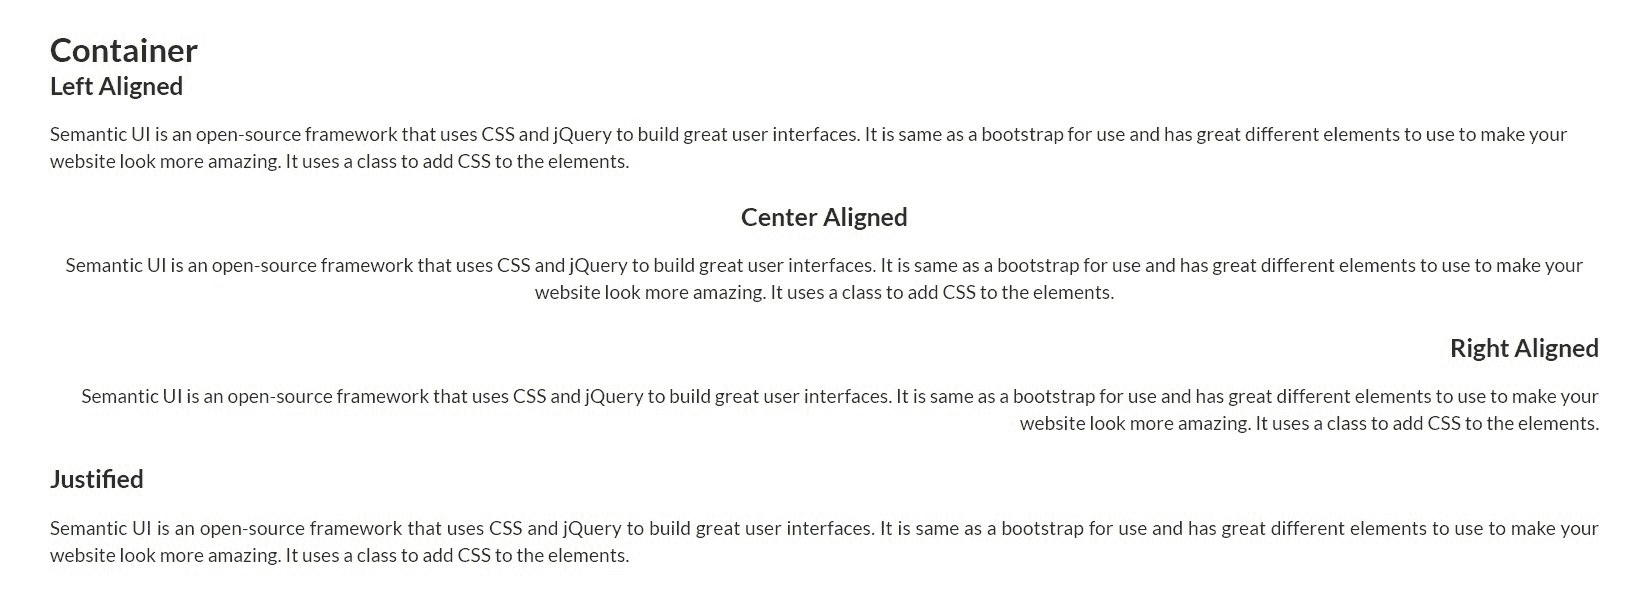 Container
Left Aligned
Semantic UI is an open-source framework that uses CSS and jQuery to build great user interfaces. It is same as a bootstrap for use and has great different elements to use to make your
website look more amazing. It uses a class to add CSS to the elements.
Center Aligned
Semantic UI is an open-source framework that uses CSS and jQuery to build great user interfaces. It is same as a bootstrap for use and has great different elements to use to make your
website look more amazing. It uses a class to add CSS to the elements.
Right Aligned
Semantic UI is an open-source framework that uses CSS and jQuery to build great user interfaces. It is same as a bootstrap for use and has great different elements to use to make your
website look more amazing. It uses a class to add CSS to the elements.
Justified
Semantic UI is an open-source framework that uses CSS and jQuery to build great user interfaces. It is same as a bootstrap for use and has great different elements to use to make your
website look more amazing. It uses a class to add CSS to the elements.